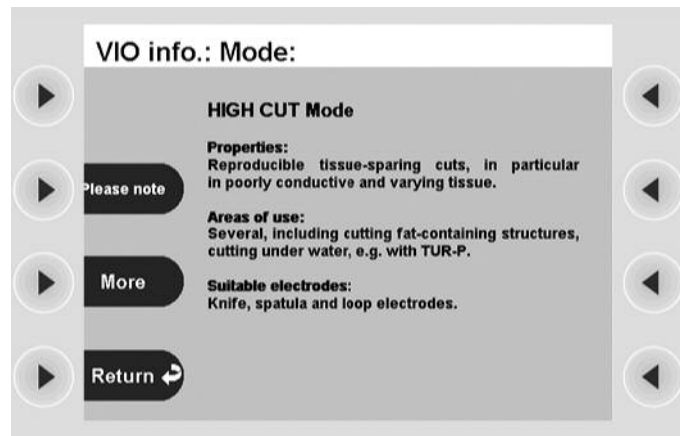 VIO info.: Mode:
HIGH CUT Mode
Properties:
Reproducible tissue-sparing cuts, in particular
in poorly conductive and varying tissue.
Please note
Areas of use:
Several, including cutting fat-containing structures,
cutting under water, e.g. with TUR-P.
More
Suitable electrodes:
Knife, spatula and loop electrodes.
Return